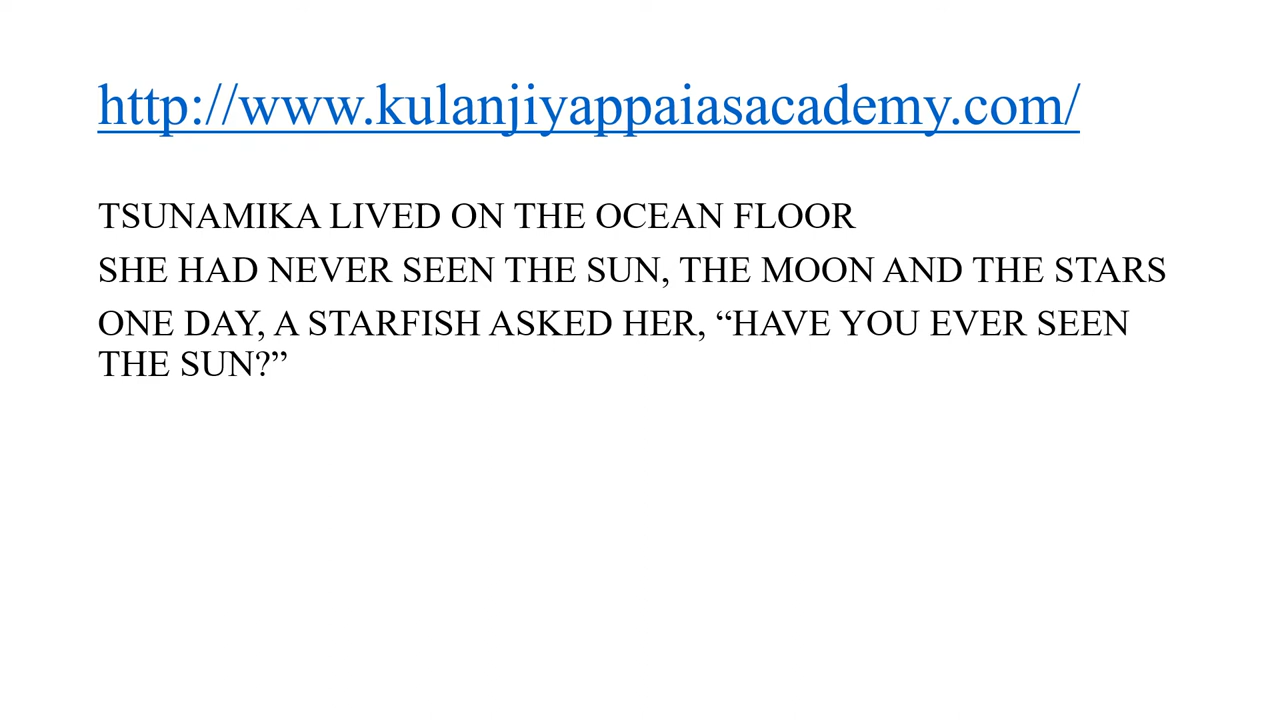 http://www.kulanjiyappaiasacademy.com/
TSUNAMIKA LIVED ON THE OCEAN FLOOR
SHE HAD NEVER SEEN THE SUN, THE MOON AND THE STARS
ONE DAY, A STARFISH ASKED HER, “HAVE YOU EVER SEEN
THE SUN?”